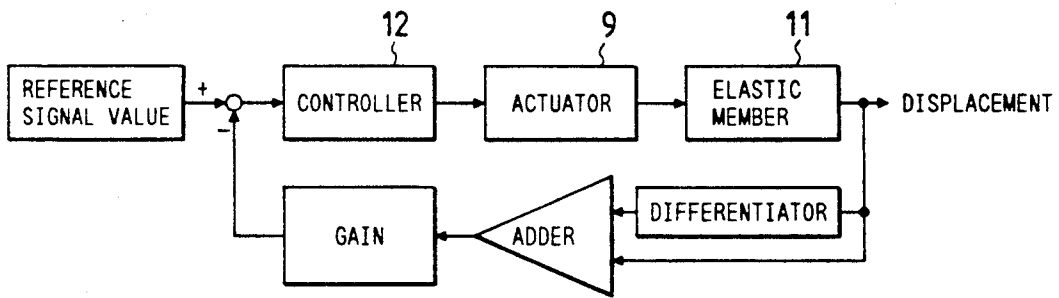 12
9
11
REFERENCE
SIGNAL VALUE
+
−
CONTROLLER
ACTUATOR
ELASTIC
MEMBER
DISPLACEMENT
GAIN
ADDER
DIFFERENTIATOR